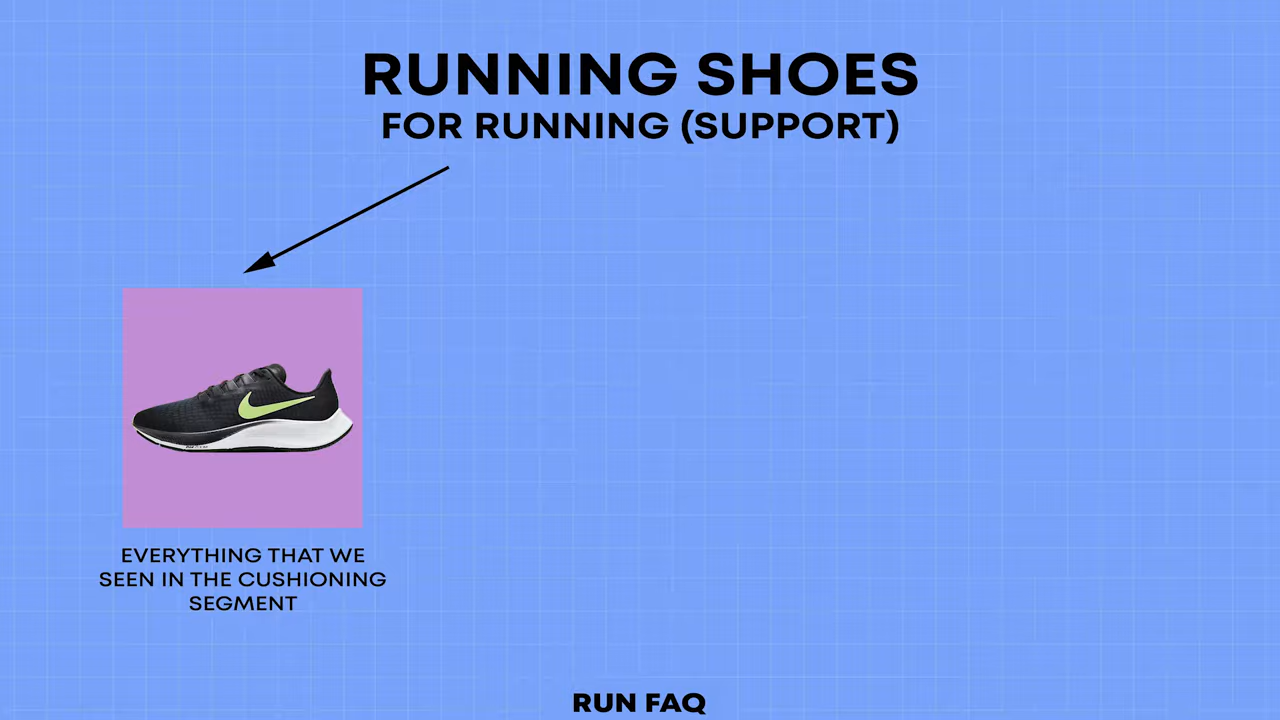 RUNNING SHOES
FOR RUNNING (SUPPORT)
EVERYTHING THAT WE
SEEN IN THE CUSHIONING
SEGMENT
RUN FAQ